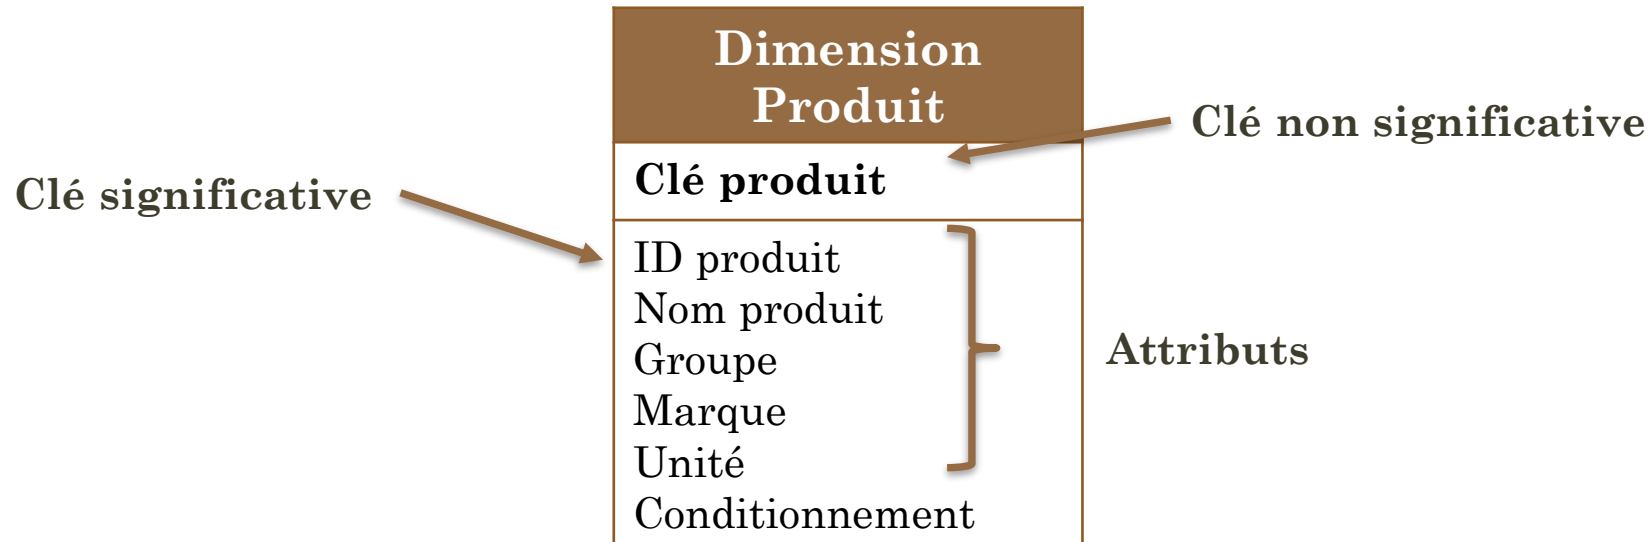 Dimension
Produit
Clé non significative
Clé produit
Clé significative
ID produit
Nom produit
Groupe
Attributs
Marque
Unité
Conditionnement